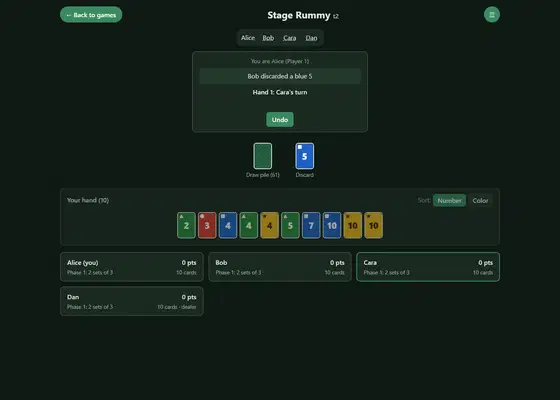 ← Back to games
Stage Rummy t2
☰
Alice Bob Cara Dan
You are Alice (Player 1)
Bob discarded a blue 5
Hand 1: Cara's turn
Undo
5
Draw pile (61) Discard
Your hand (10) Sort: Number Color
2 3 4 4 4 5 7 10 10 10
Alice (you) 0 pts
Phase 1: 2 sets of 3 10 cards
Bob 0 pts
Phase 1: 2 sets of 3 10 cards
Cara 0 pts
Phase 1: 2 sets of 3 10 cards
Dan 0 pts
Phase 1: 2 sets of 3 10 cards · dealer